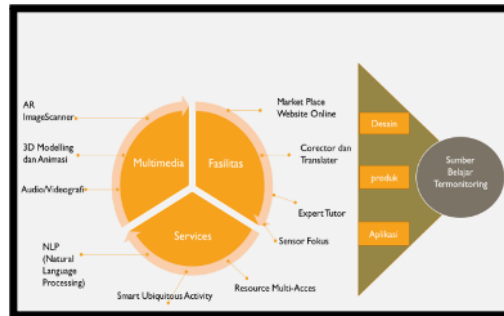 AR
ImageScanner
3D Modelling
dan Animasi
Audio/Videografi
NLP
(Natural
Language
Processing)
Smart Ubiquitous Activity
Multimedia
Fasilitas
Services
Market Place
Website Online
Corector dan
Translater
Expert Tutor
Sensor Fokus
Resource Multi-Acces
Desain
produk
Aplikasi
Sumber
Belajar
Termonitoring